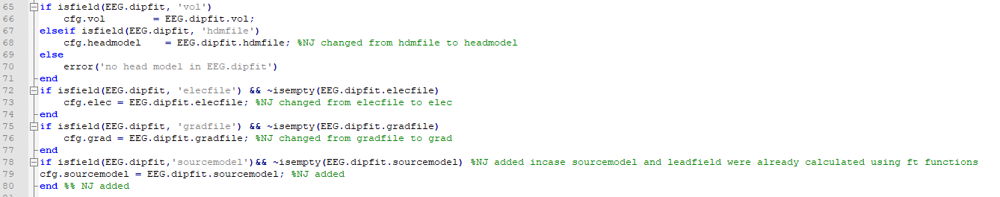 65 if isfield(EEG.dipfit, 'vol')
66 cfg.vol = EEG.dipfit.vol;
67 elseif isfield(EEG.dipfit, 'hdmfile')
68 cfg.headmodel = EEG.dipfit.hdmfile; %NJ changed from hdmfile to headmodel
69 else
70 error('no head model in EEG.dipfit')
71 end
72 if isfield(EEG.dipfit, 'elecfile') && ~isempty(EEG.dipfit.elecfile)
73 cfg.elec = EEG.dipfit.elecfile; %NJ changed from elecfile to elec
74 end
75 if isfield(EEG.dipfit, 'gradfile') && ~isempty(EEG.dipfit.gradfile)
76 cfg.grad = EEG.dipfit.gradfile; %NJ changed from gradfile to grad
77 end
78 if isfield(EEG.dipfit,'sourcemodel')&& ~isempty(EEG.dipfit.sourcemodel) %NJ added incase sourcemodel and leadfield were already calculated using ft functions
79 cfg.sourcemodel = EEG.dipfit.sourcemodel; %NJ added
80 end %% NJ added